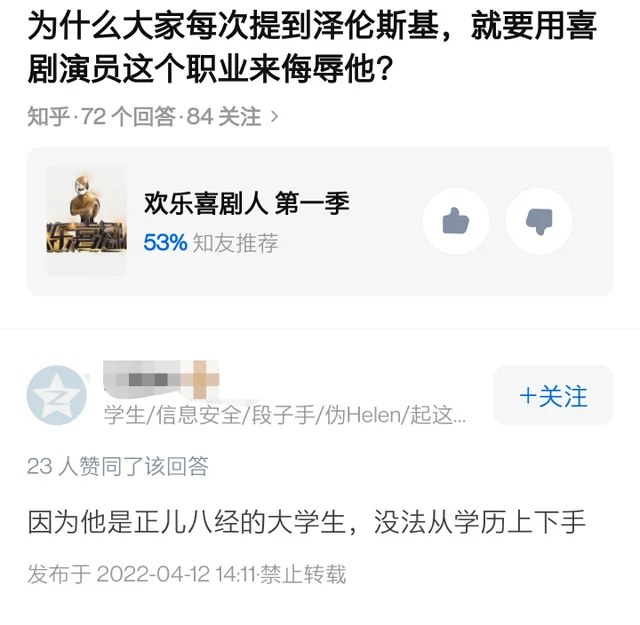 为什么大家每次提到泽伦斯基，就要用喜
剧演员这个职业来侮辱他？
知乎·72 个回答·84 关注 >
欢乐喜剧人 第一季
53% 知友推荐
学生/信息安全/段子手/伪Helen/起这...
+关注
23 人赞同了该回答
因为他是正儿八经的大学生，没法从学历上下手
发布于 2022-04-12 14:11·禁止转载